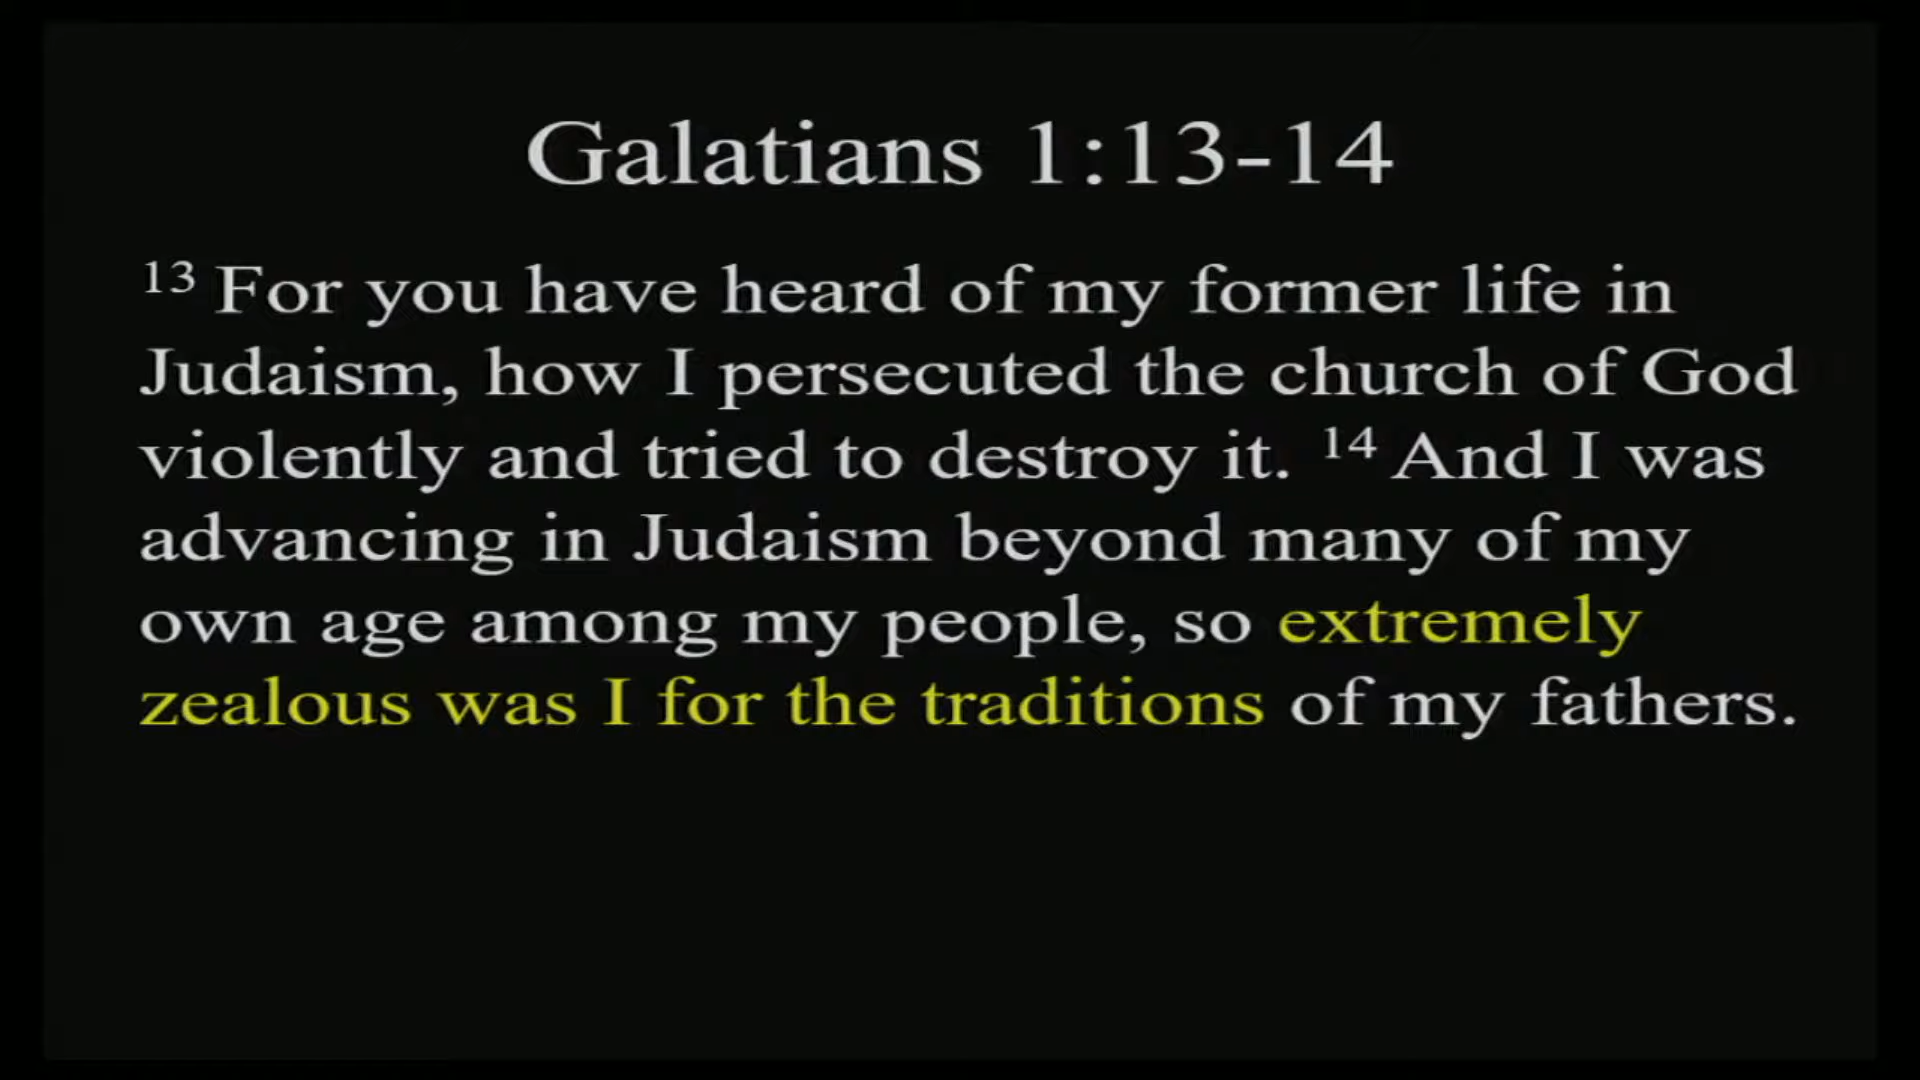 Galatians 1:13-14
13 For you have heard of my former life in
Judaism, how I persecuted the church of God
violently and tried to destroy it. 14 And I was
advancing in Judaism beyond many of my
own age among my people, so extremely
zealous was I for the traditions of my fathers.